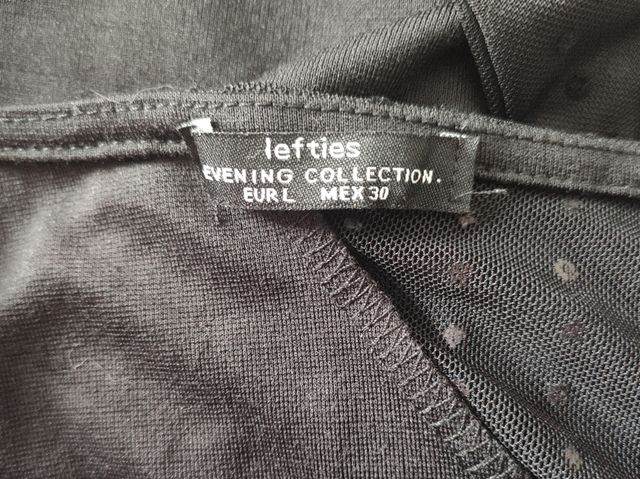 lefties
EVENING COLLECTION.
EUR L MEX 30